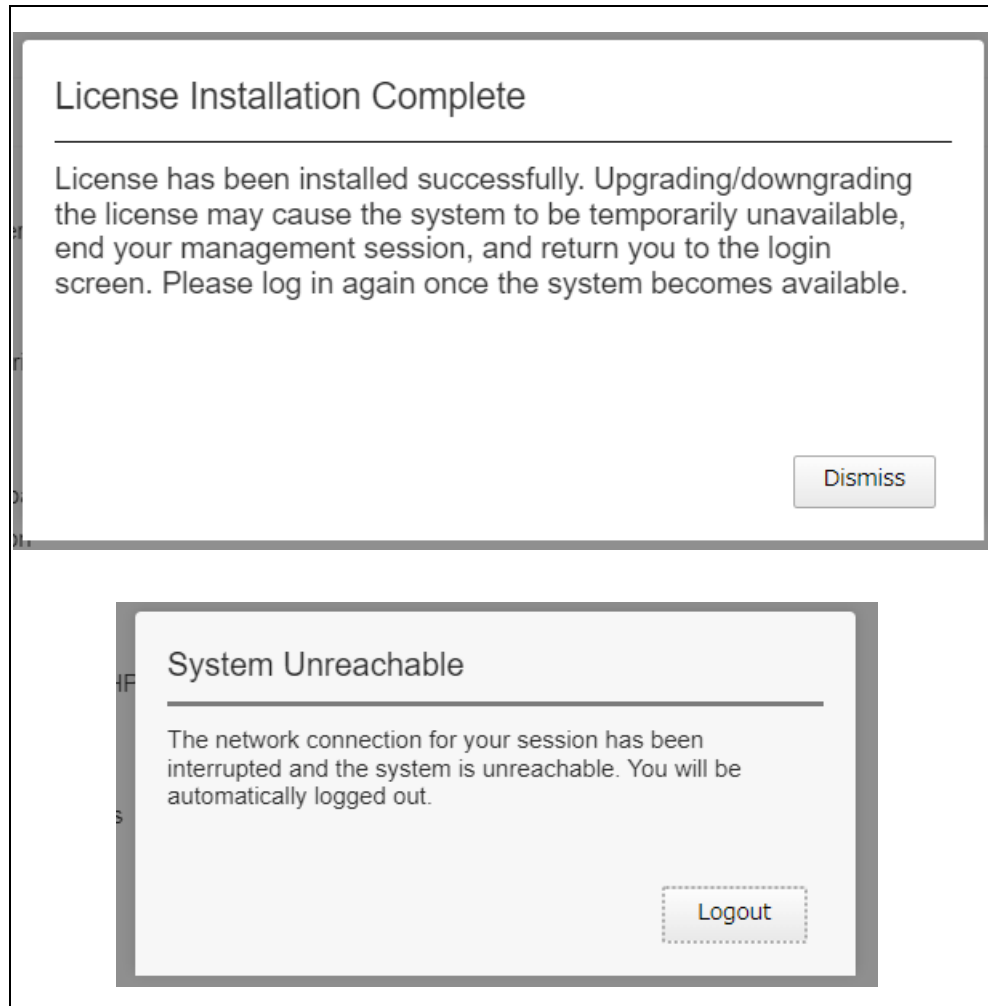 License Installation Complete
License has been installed successfully. Upgrading/downgrading
the license may cause the system to be temporarily unavailable,
end your management session, and return you to the login
screen. Please log in again once the system becomes available.
Dismiss
System Unreachable
The network connection for your session has been
interrupted and the system is unreachable. You will be
automatically logged out.
Logout